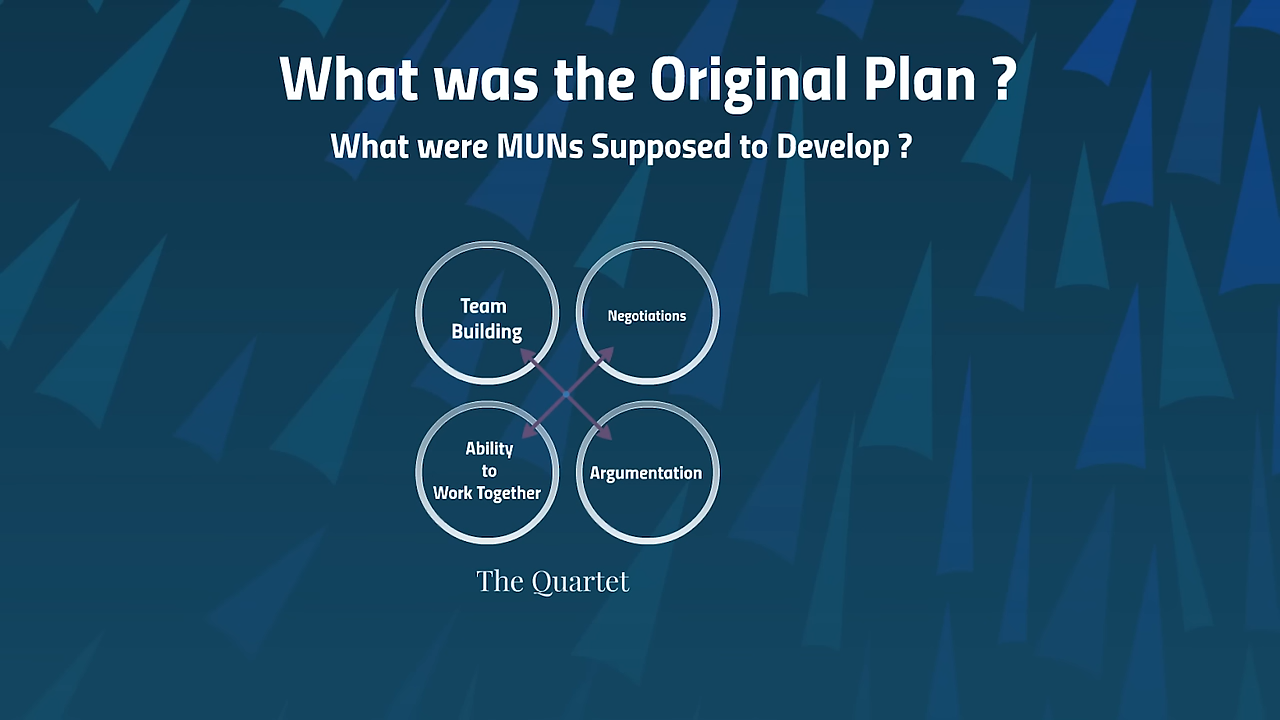 What was the Original Plan ?
What were MUNs Supposed to Develop ?
Team
Building
Negotiations
Ability
to
Work Together
Argumentation
The Quartet